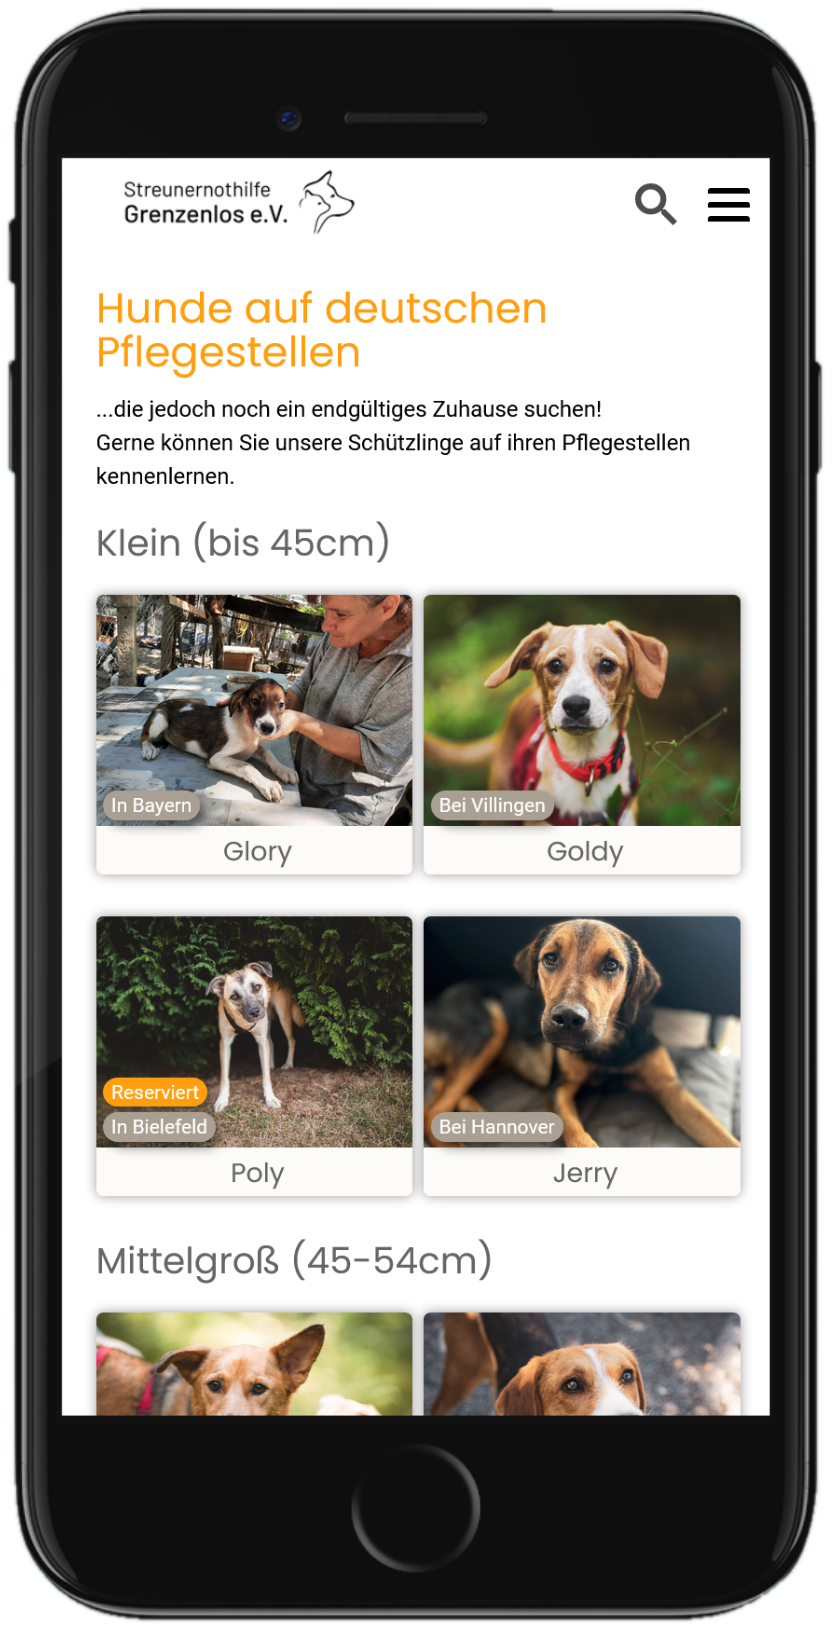 Streunernothilfe
Grenzenlos e.V.
Hunde auf deutschen
Pflegestellen
...die jedoch noch ein endgültiges Zuhause suchen!
Gerne können Sie unsere Schützlinge auf ihren Pflegestellen
kennenlernen.
Klein (bis 45cm)
In Bayern
Glory
Bei Villingen
Goldy
Reserviert
In Bielefeld
Poly
Bei Hannover
Jerry
Mittelgroß (45-54cm)